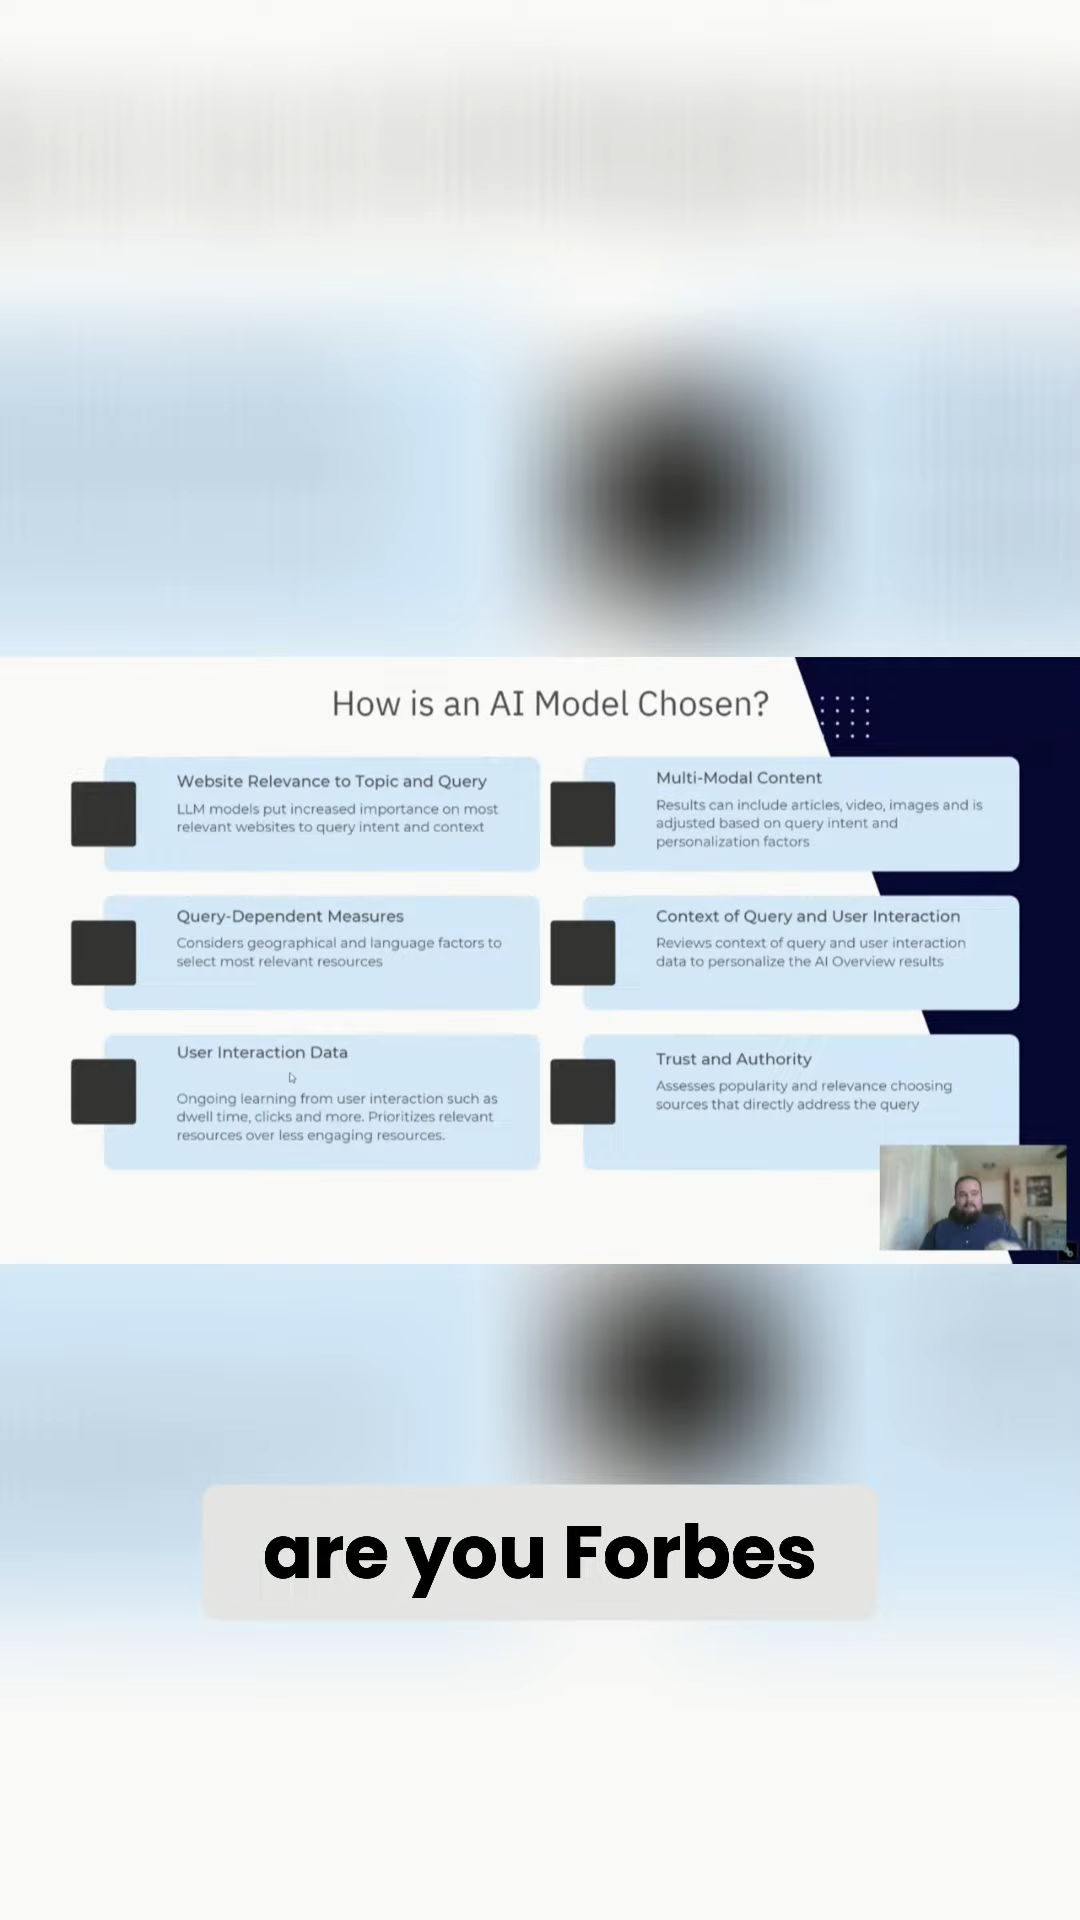 How is an AI Model Chosen?
Website Relevance to Topic and Query
LLM models put increased importance on most
relevant websites to query intent and context
Multi-Modal Content
Results can include articles, video, images and is
adjusted based on query intent and
personalization factors
Query-Dependent Measures
Considers geographical and language factors to
select most relevant resources
Context of Query and User Interaction
Reviews context of query and user interaction
data to personalize the AI Overview results
User Interaction Data
Ongoing learning from user interaction such as
dwell time, clicks and more. Prioritizes relevant
resources over less engaging resources.
Trust and Authority
Assesses popularity and relevance choosing
sources that directly address the query
are you Forbes